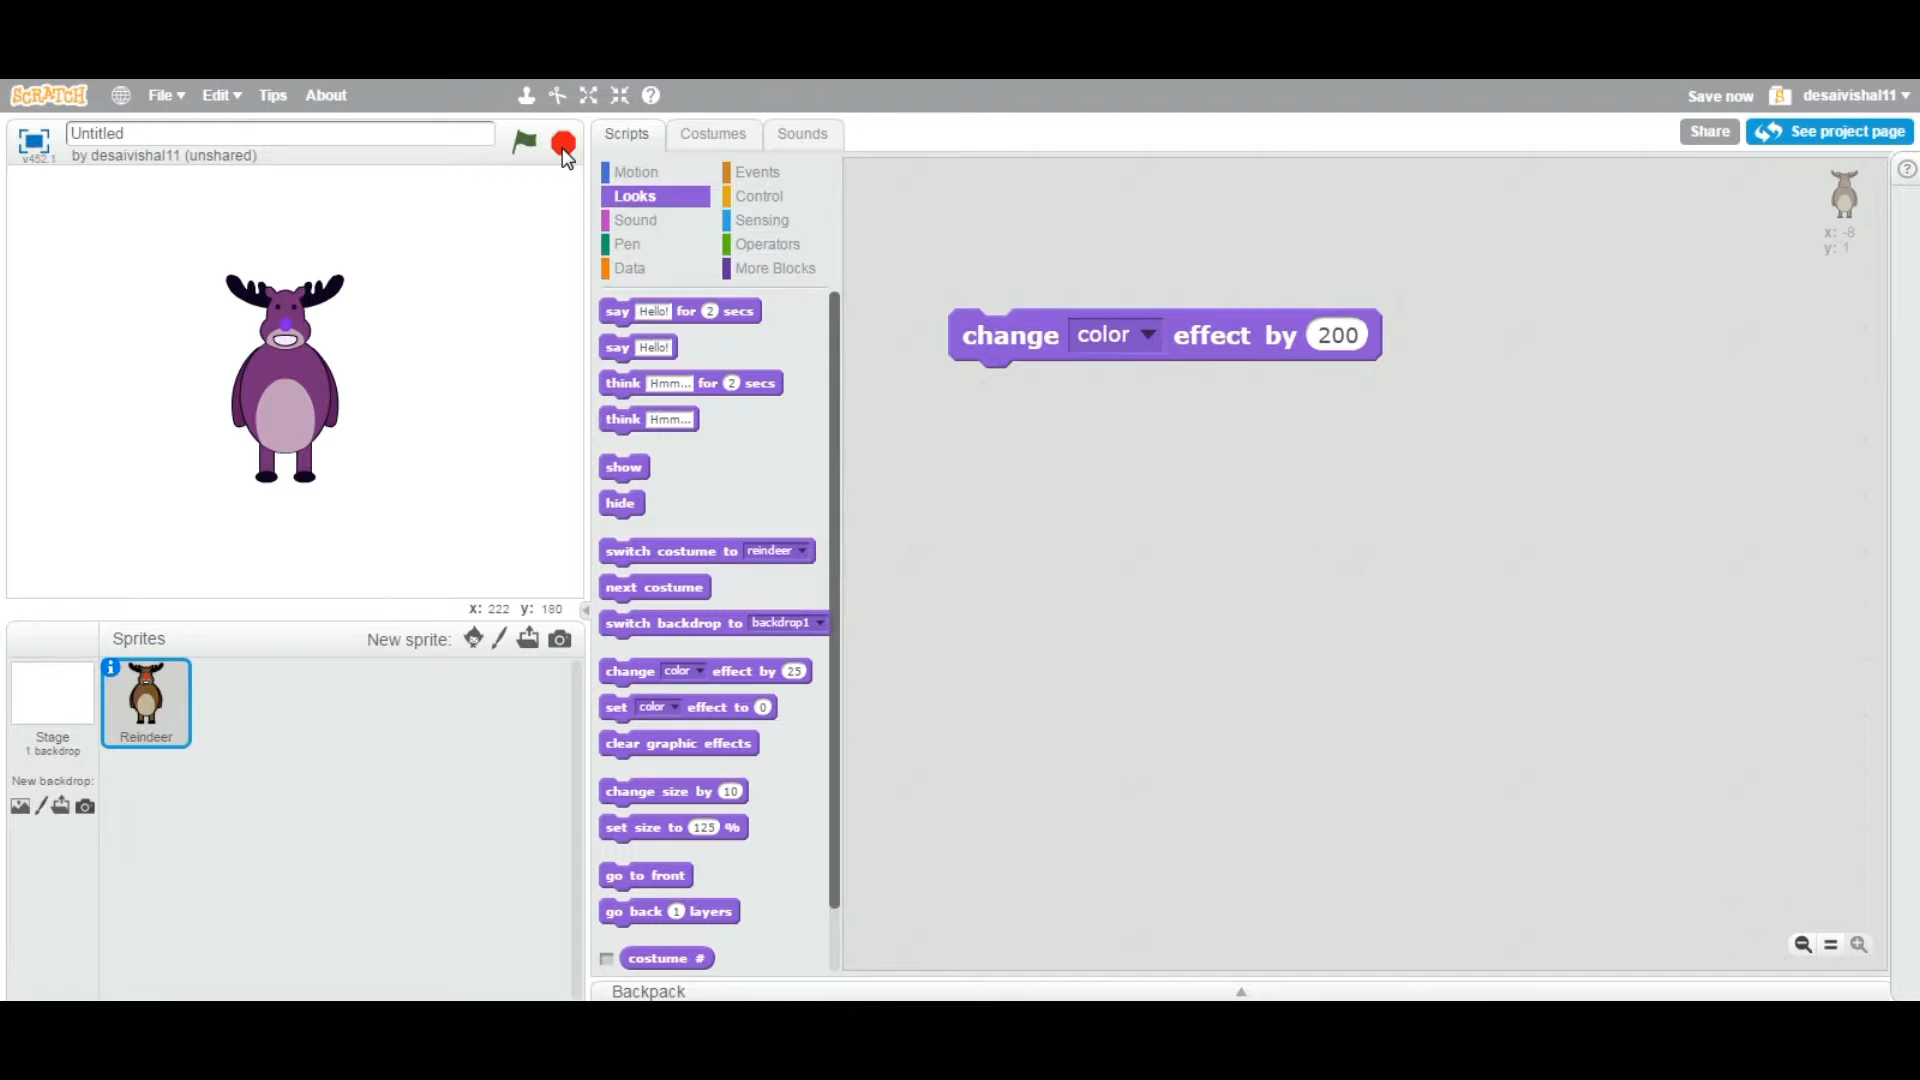 SCRATCH File Edit Tips About Save now desaivishal11
Untitled
v452.1 by desaivishal11 (unshared)
Scripts Costumes Sounds
Share See project page
Motion Events
Looks Control
Sound Sensing
Pen Operators
Data More Blocks
say Hello! for 2 secs
say Hello!
think Hmm... for 2 secs
think Hmm...
show
hide
switch costume to reindeer
next costume
switch backdrop to backdrop1
change color effect by 25
set color effect to 0
clear graphic effects
change size by 10
set size to 125 %
go to front
go back 1 layers
costume #
change color effect by 200
x: -8
y: 1
x: 222 y: 180
Sprites New sprite:
Stage
1 backdrop
New backdrop:
Reindeer
Backpack